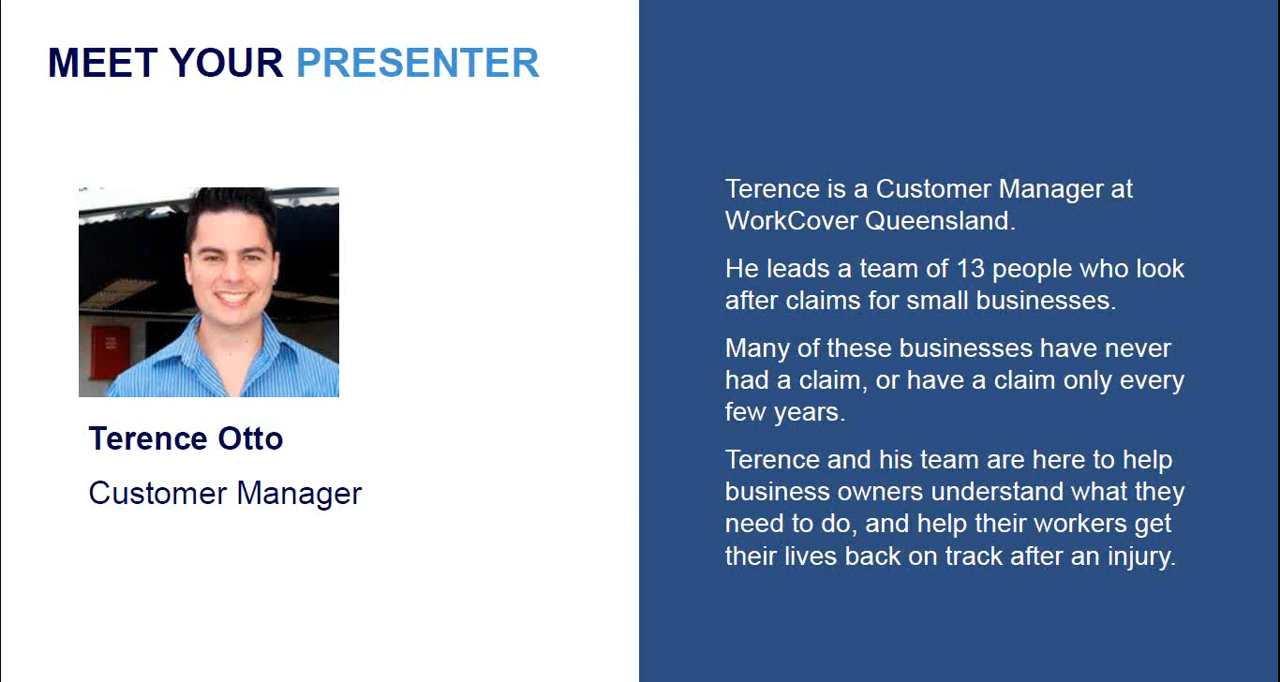 MEET YOUR PRESENTER
Terence Otto
Customer Manager
Terence is a Customer Manager at
WorkCover Queensland.
He leads a team of 13 people who look
after claims for small businesses.
Many of these businesses have never
had a claim, or have a claim only every
few years.
Terence and his team are here to help
business owners understand what they
need to do, and help their workers get
their lives back on track after an injury.